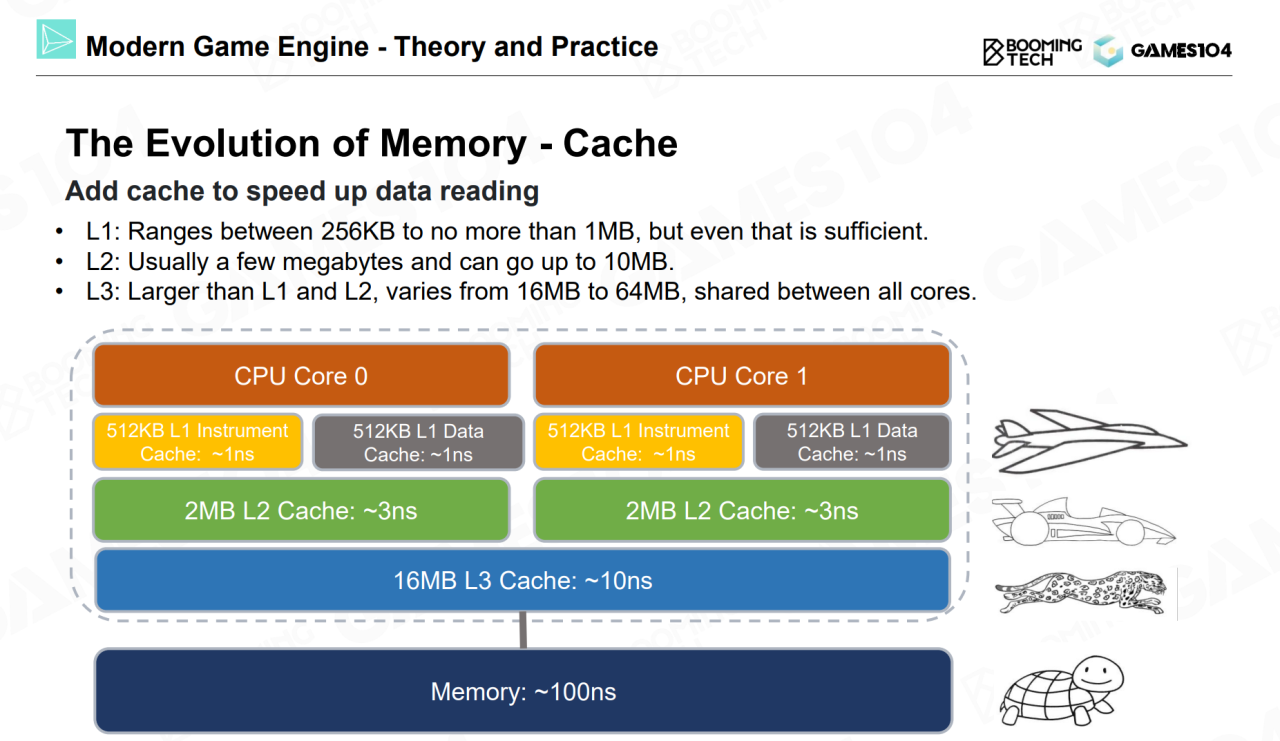 Modern Game Engine - Theory and Practice
BOOMING
TECH
GAMES104
The Evolution of Memory - Cache
Add cache to speed up data reading
• L1: Ranges between 256KB to no more than 1MB, but even that is sufficient.
• L2: Usually a few megabytes and can go up to 10MB.
• L3: Larger than L1 and L2, varies from 16MB to 64MB, shared between all cores.
CPU Core 0
CPU Core 1
512KB L1 Instrument
Cache: ~1ns
512KB L1 Data
Cache: ~1ns
512KB L1 Instrument
Cache: ~1ns
512KB L1 Data
Cache: ~1ns
2MB L2 Cache: ~3ns
2MB L2 Cache: ~3ns
16MB L3 Cache: ~10ns
Memory: ~100ns